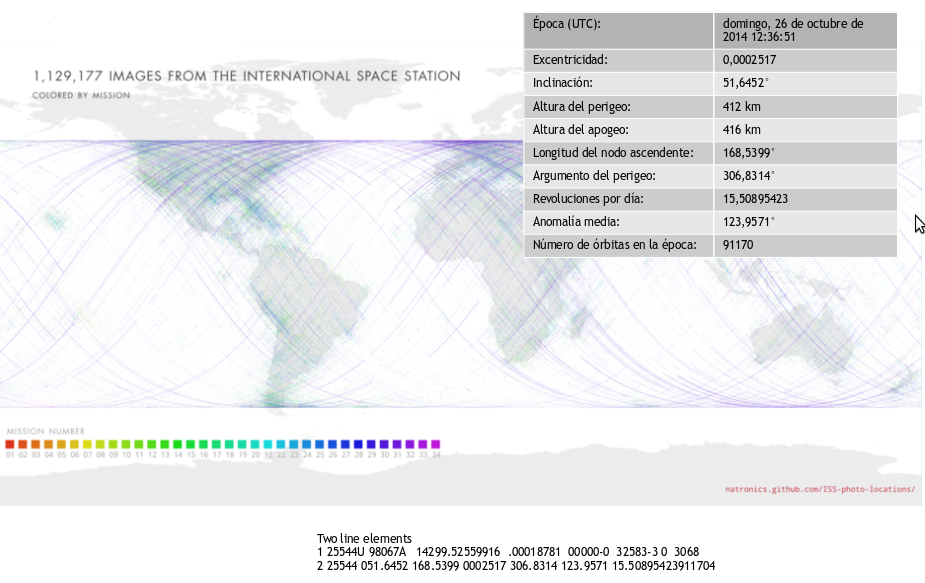 1,129,177 IMAGES FROM THE INTERNATIONAL SPACE STATION
COLORED BY MISSION
Época (UTC): domingo, 26 de octubre de
2014 12:36:51
Excentricidad: 0,0002517
Inclinación: 51,6452°
Altura del perigeo: 412 km
Altura del apogeo: 416 km
Longitud del nodo ascendente: 168,5399°
Argumento del perigeo: 306,8314°
Revoluciones por día: 15,50895423
Anomalía media: 123,9571°
Número de órbitas en la época: 91170
MISSION NUMBER
01 02 03 04 05 06 07 08 09 10 11 12 13 14 15 16 17 18 19 20 12 22 23 24 25 26 27 28 29 30 31 32 33 34
natronics.github.com/ISS-photo-locations/
Two line elements
1 25544U 98067A 14299.52559916 .00018781 00000-0 32583-3 0 3068
2 25544 051.6452 168.5399 0002517 306.8314 123.9571 15.50895423911704